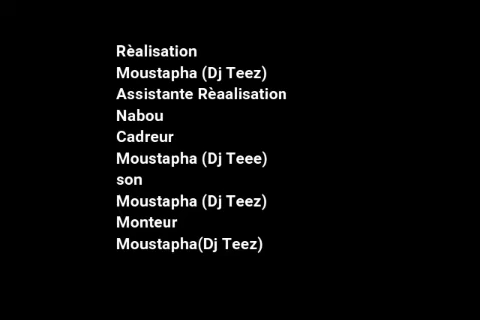 Rèalisation
Moustapha (Dj Teez)
Assistante Rèaalisation
Nabou
Cadreur
Moustapha (Dj Teee)
son
Moustapha (Dj Teez)
Monteur
Moustapha(Dj Teez)